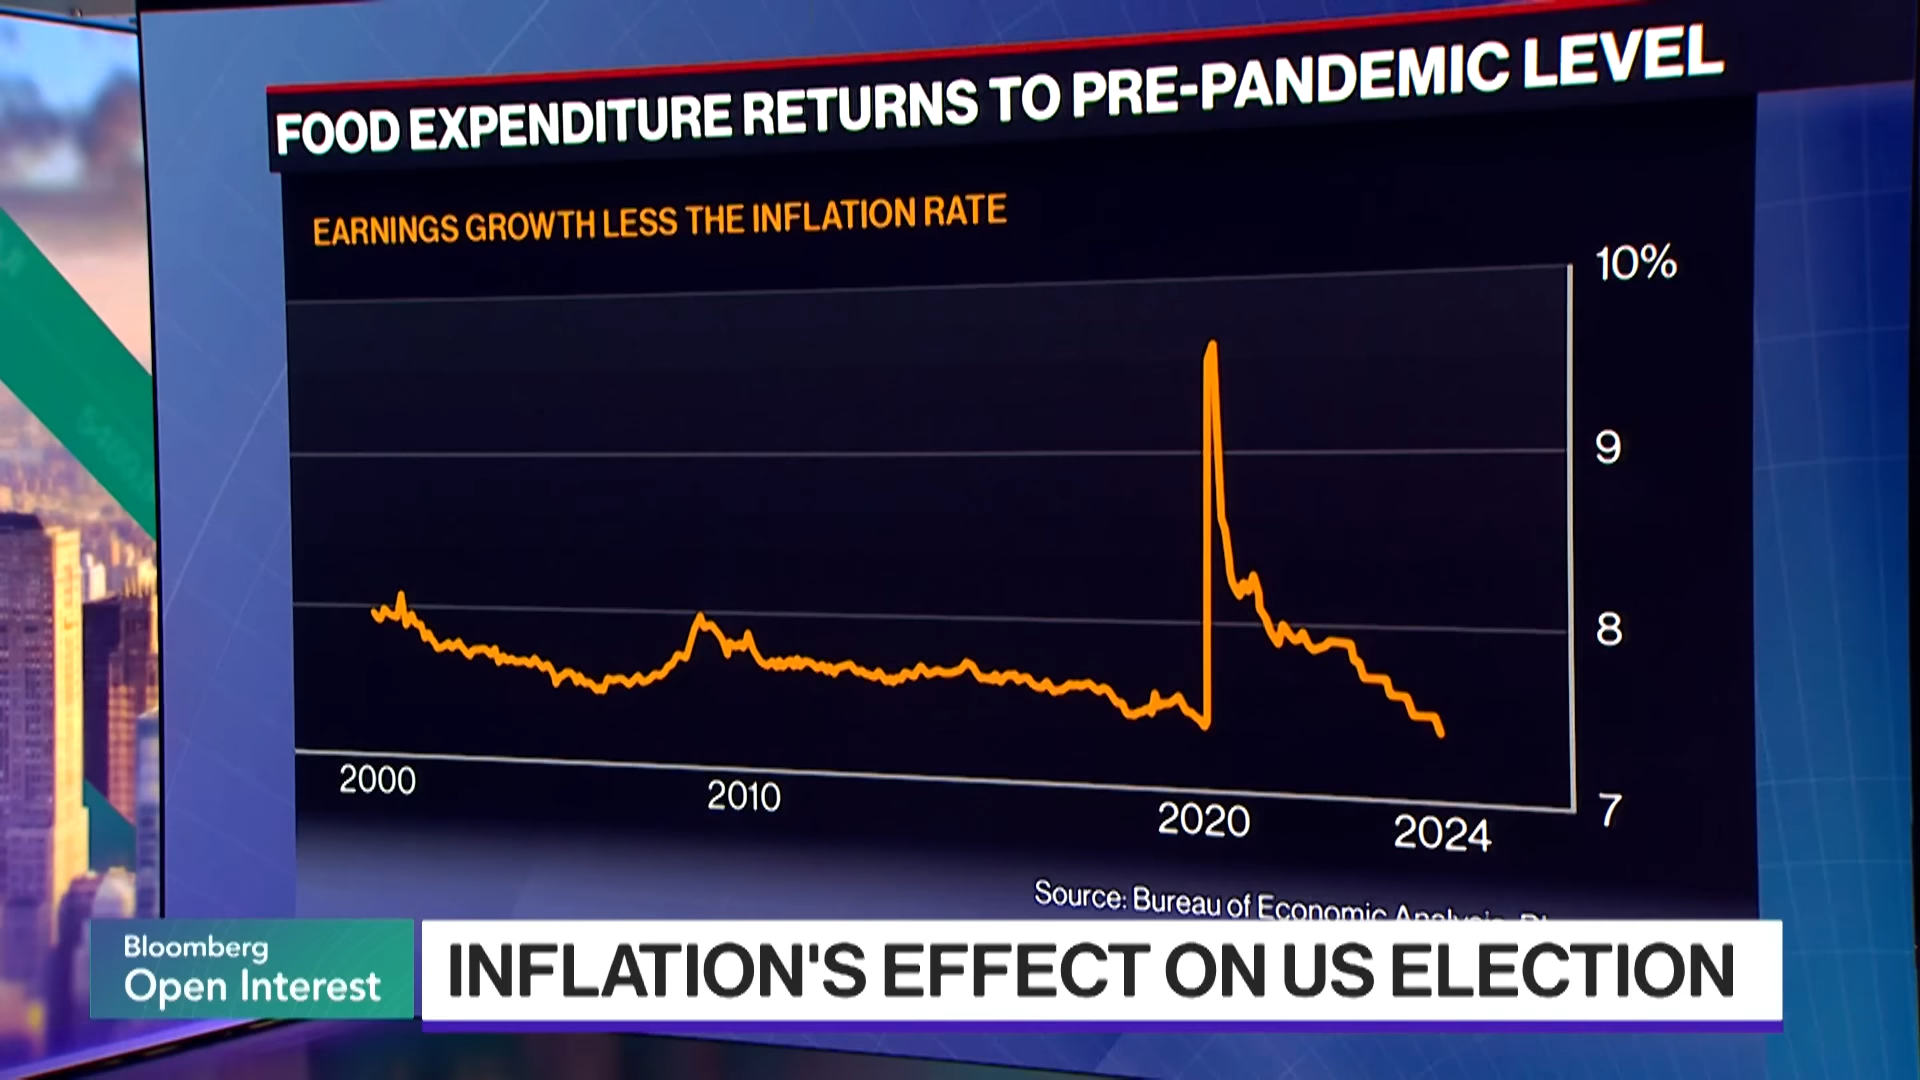 FOOD EXPENDITURE RETURNS TO PRE-PANDEMIC LEVEL
EARNINGS GROWTH LESS THE INFLATION RATE
10%
9
8
7
2000
2010
2020
2024
Source: Bureau of Economic Analysis,
Bloomberg
Open Interest
INFLATION'S EFFECT ON US ELECTION